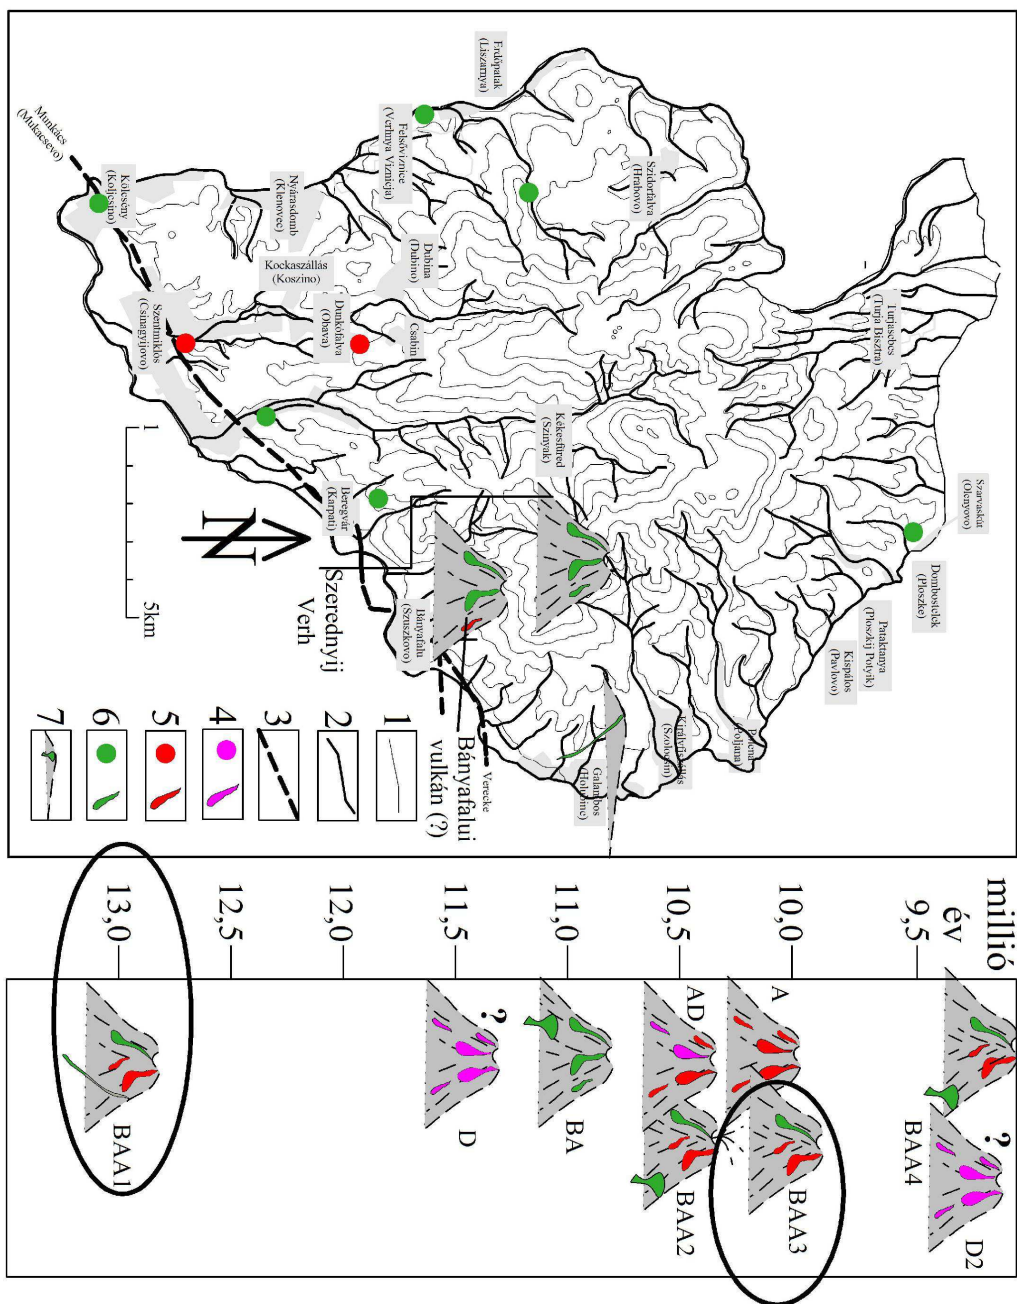 Munkács
(Mukacsevo)
Kölcsény
(Koljcsino)
Nyárasdomb
(Klenovec)
Felsőviznice
(Verhnya Viznicja)
Erdőpatak
(Liszarnya)
Szidorfalva
(Hrabovo)
Dubina
(Dubino)
Kockaszállás
(Koszino)
Szentmiklós
(Csinagyijovo)
Dunkófalva
(Obava)
Csabin
Turjasebes
(Turja Bisztra)
Kékesfüred
(Szinyak)
Beregvár
(Karpati)
Szarvaskút
(Olenyovo)
Dombostelek
(Ploszke)
Pataktanya
(Ploszkij Potyik)
Kispálos
(Pavlovo)
Bányafalu
(Szuszkovo)
Szerednyij
Verh
Galambos
(Holubine)
Verecke
Bányafalui
vulkán (?)
N
1
5km
1
2
3
4
5
6
7
millió
év
9,5
10,0
10,5
11,0
11,5
12,0
12,5
13,0
?
D2
BAA4
A
BAA3
AD
BAA2
BA
?
D
BAA1